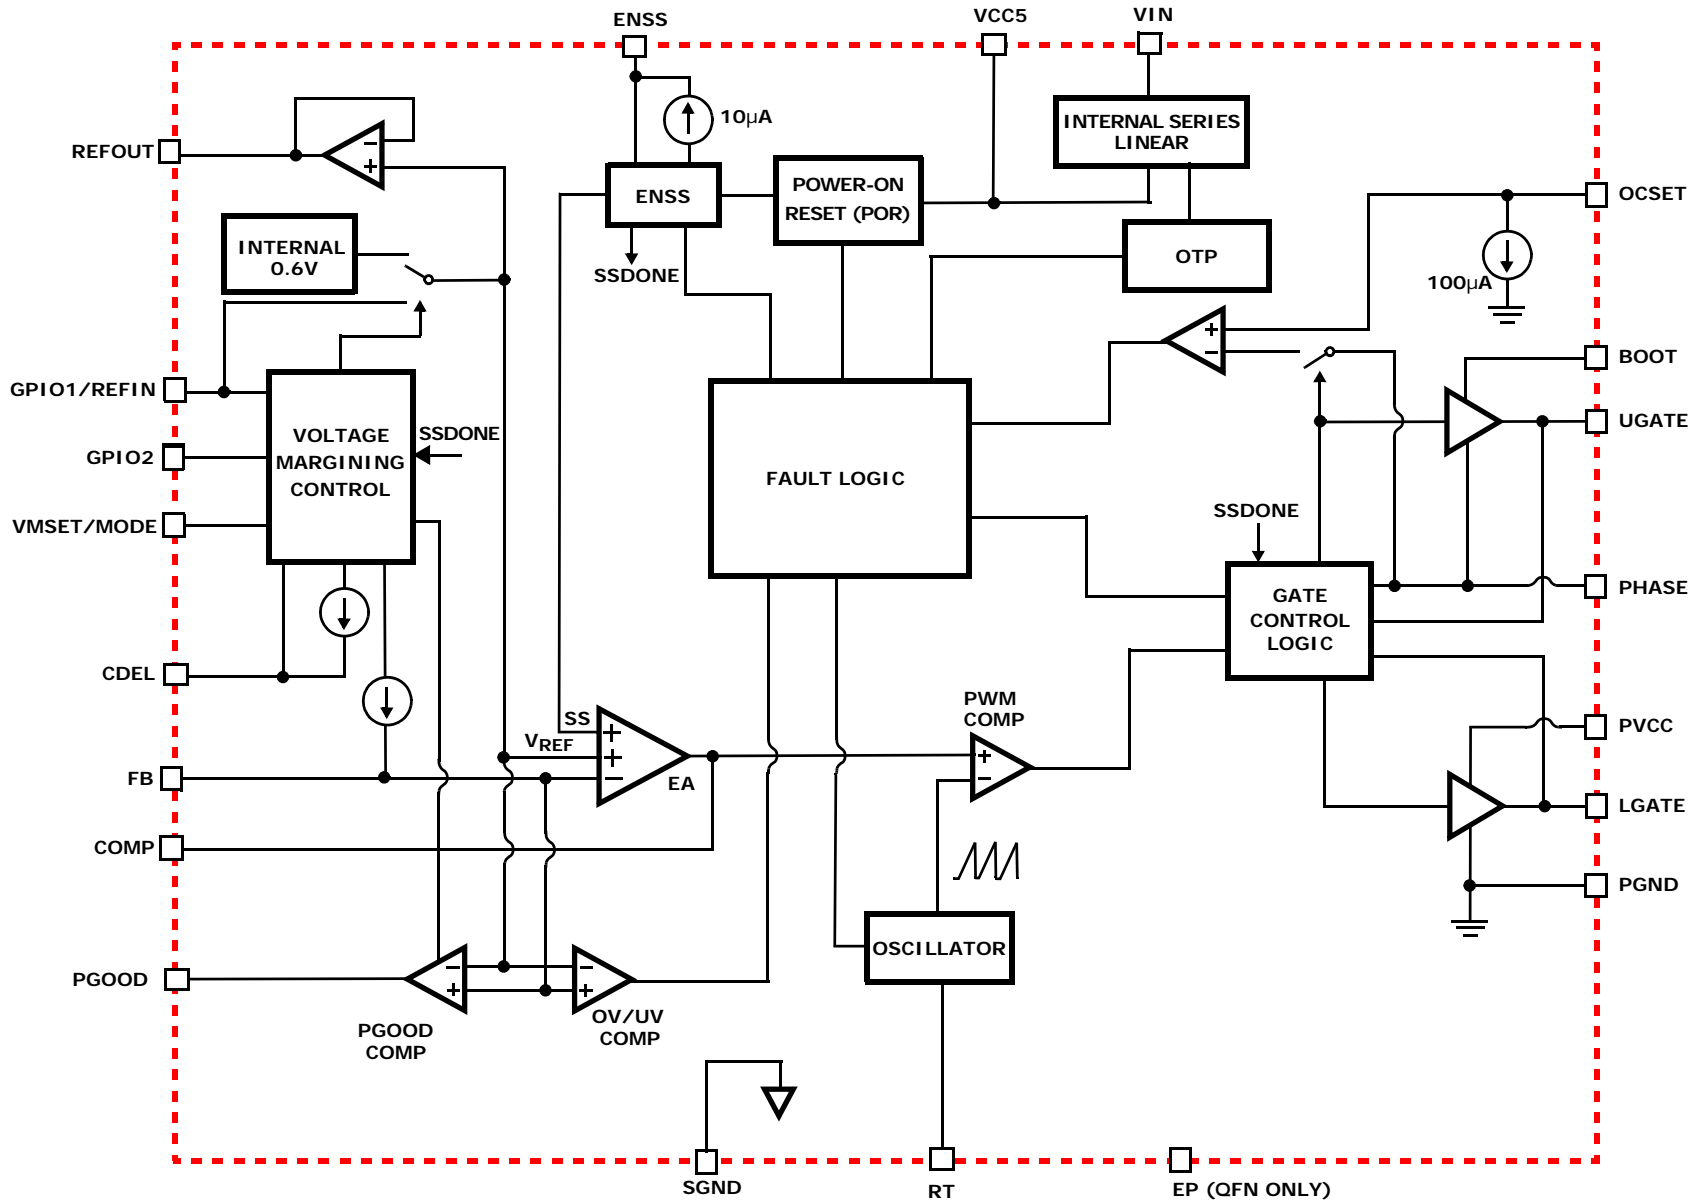 ENSS
VCC5
VIN
10µA
INTERNAL SERIES
LINEAR
REFOUT
−
+
POWER-ON
RESET (POR)
ENSS
OCSET
INTERNAL
0.6V
SSDONE
OTP
100µA
+
−
BOOT
GPIO1/REFIN
UGATE
VOLTAGE
MARGINING
CONTROL
SSDONE
GPIO2
FAULT LOGIC
VMSET/MODE
SSDONE
GATE
CONTROL
LOGIC
PHASE
CDEL
PWM
COMP
SS
+
VREF
+
−
EA
+
−
PVCC
FB
LGATE
COMP
PGND
OSCILLATOR
PGOOD
−
+
−
+
PGOOD
COMP
OV/UV
COMP
SGND
RT
EP (QFN ONLY)